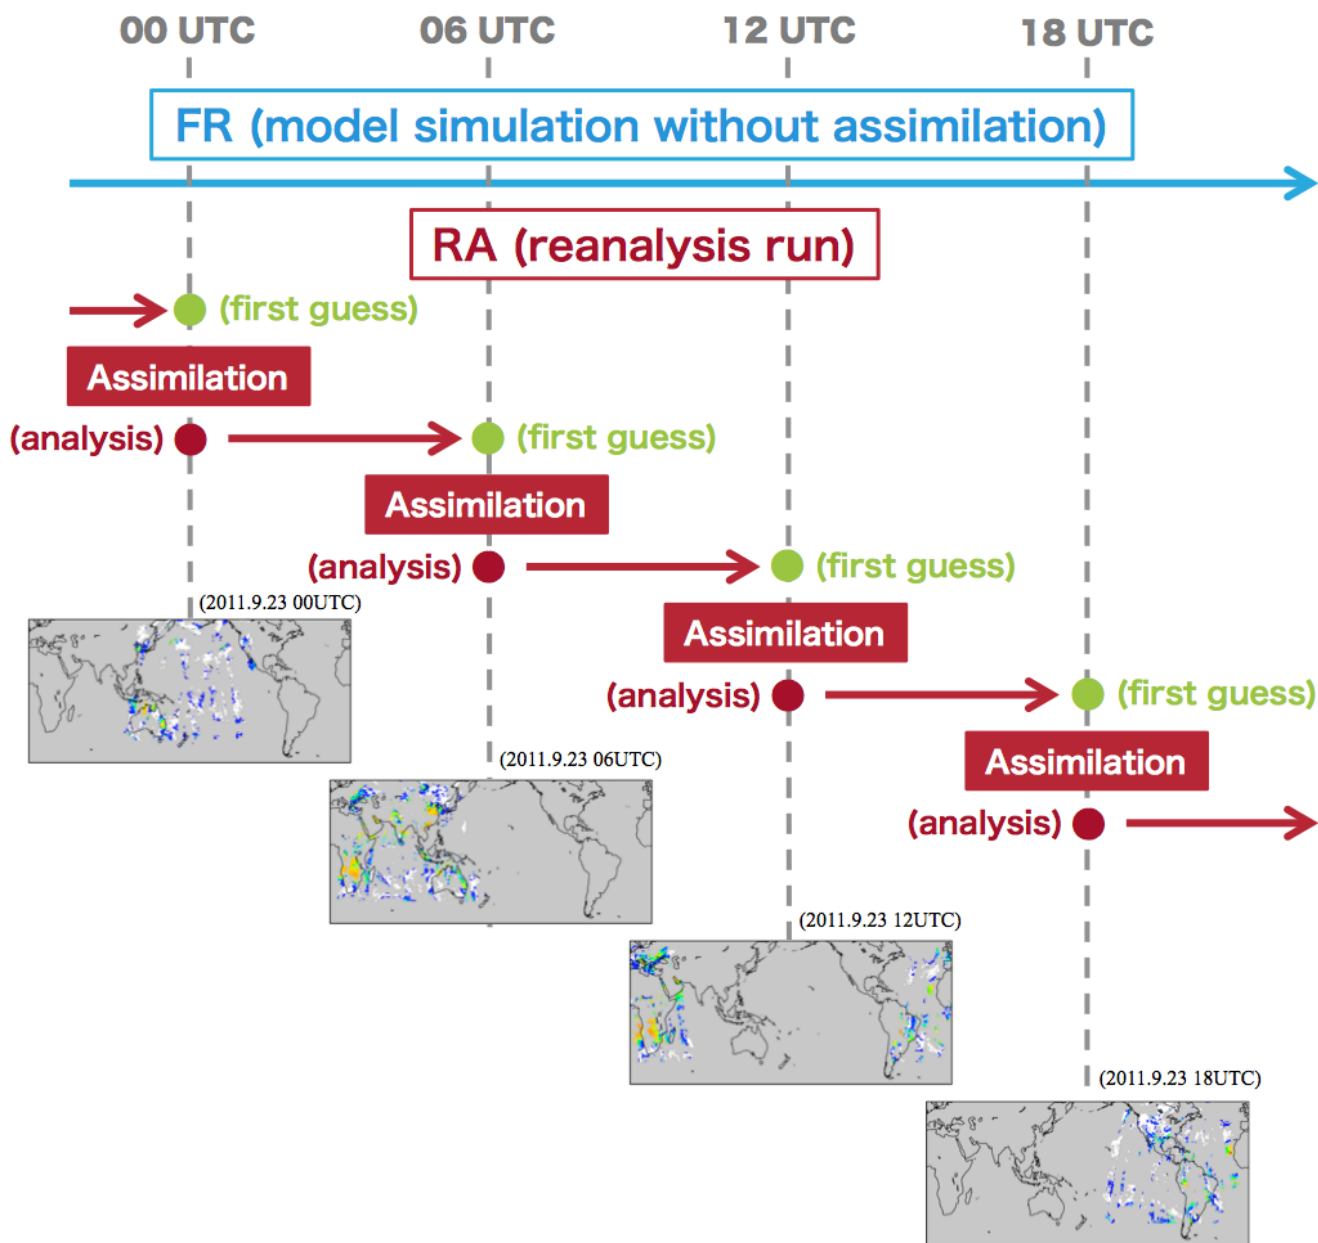 00 UTC
06 UTC
12 UTC
18 UTC
FR (model simulation without assimilation)
RA (reanalysis run)
(first guess)
Assimilation
(analysis)
(first guess)
Assimilation
(analysis)
(first guess)
(2011.9.23 00UTC)
Assimilation
(analysis)
(first guess)
(2011.9.23 06UTC)
Assimilation
(analysis)
(2011.9.23 12UTC)
(2011.9.23 18UTC)